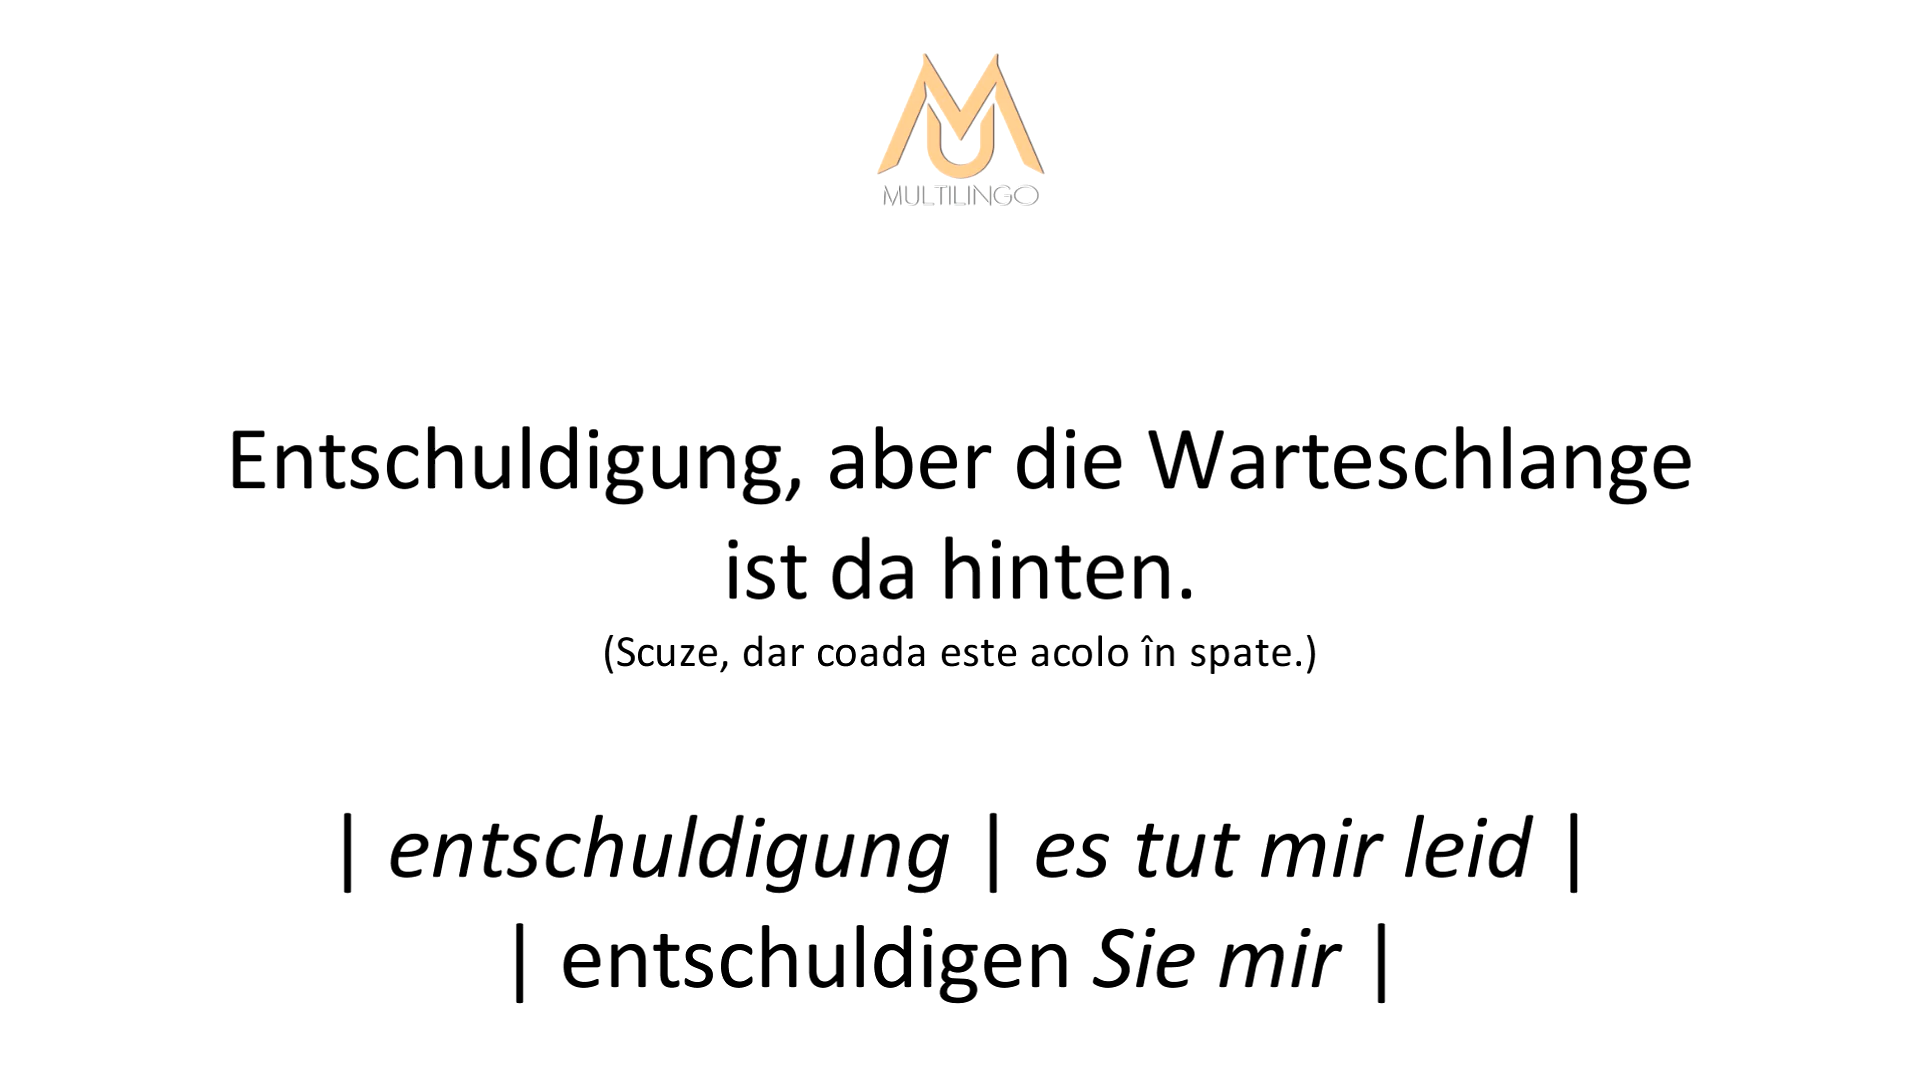 MULTILINGO
Entschuldigung, aber die Warteschlange
ist da hinten.
(Scuze, dar coada este acolo în spate.)
| entschuldigung | es tut mir leid |
| entschuldigen Sie mir |